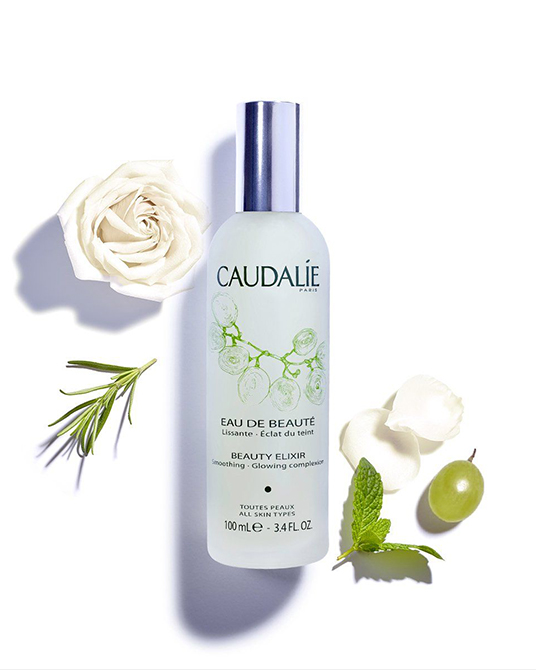 CAUDALÍE
PARIS
EAU DE BEAUTÉ
Lissante · Éclat du teint
BEAUTY ELIXIR
Smoothing · Glowing complexion
TOUTES PEAUX
ALL SKIN TYPES
100 mL e - 3.4 FL. OZ.